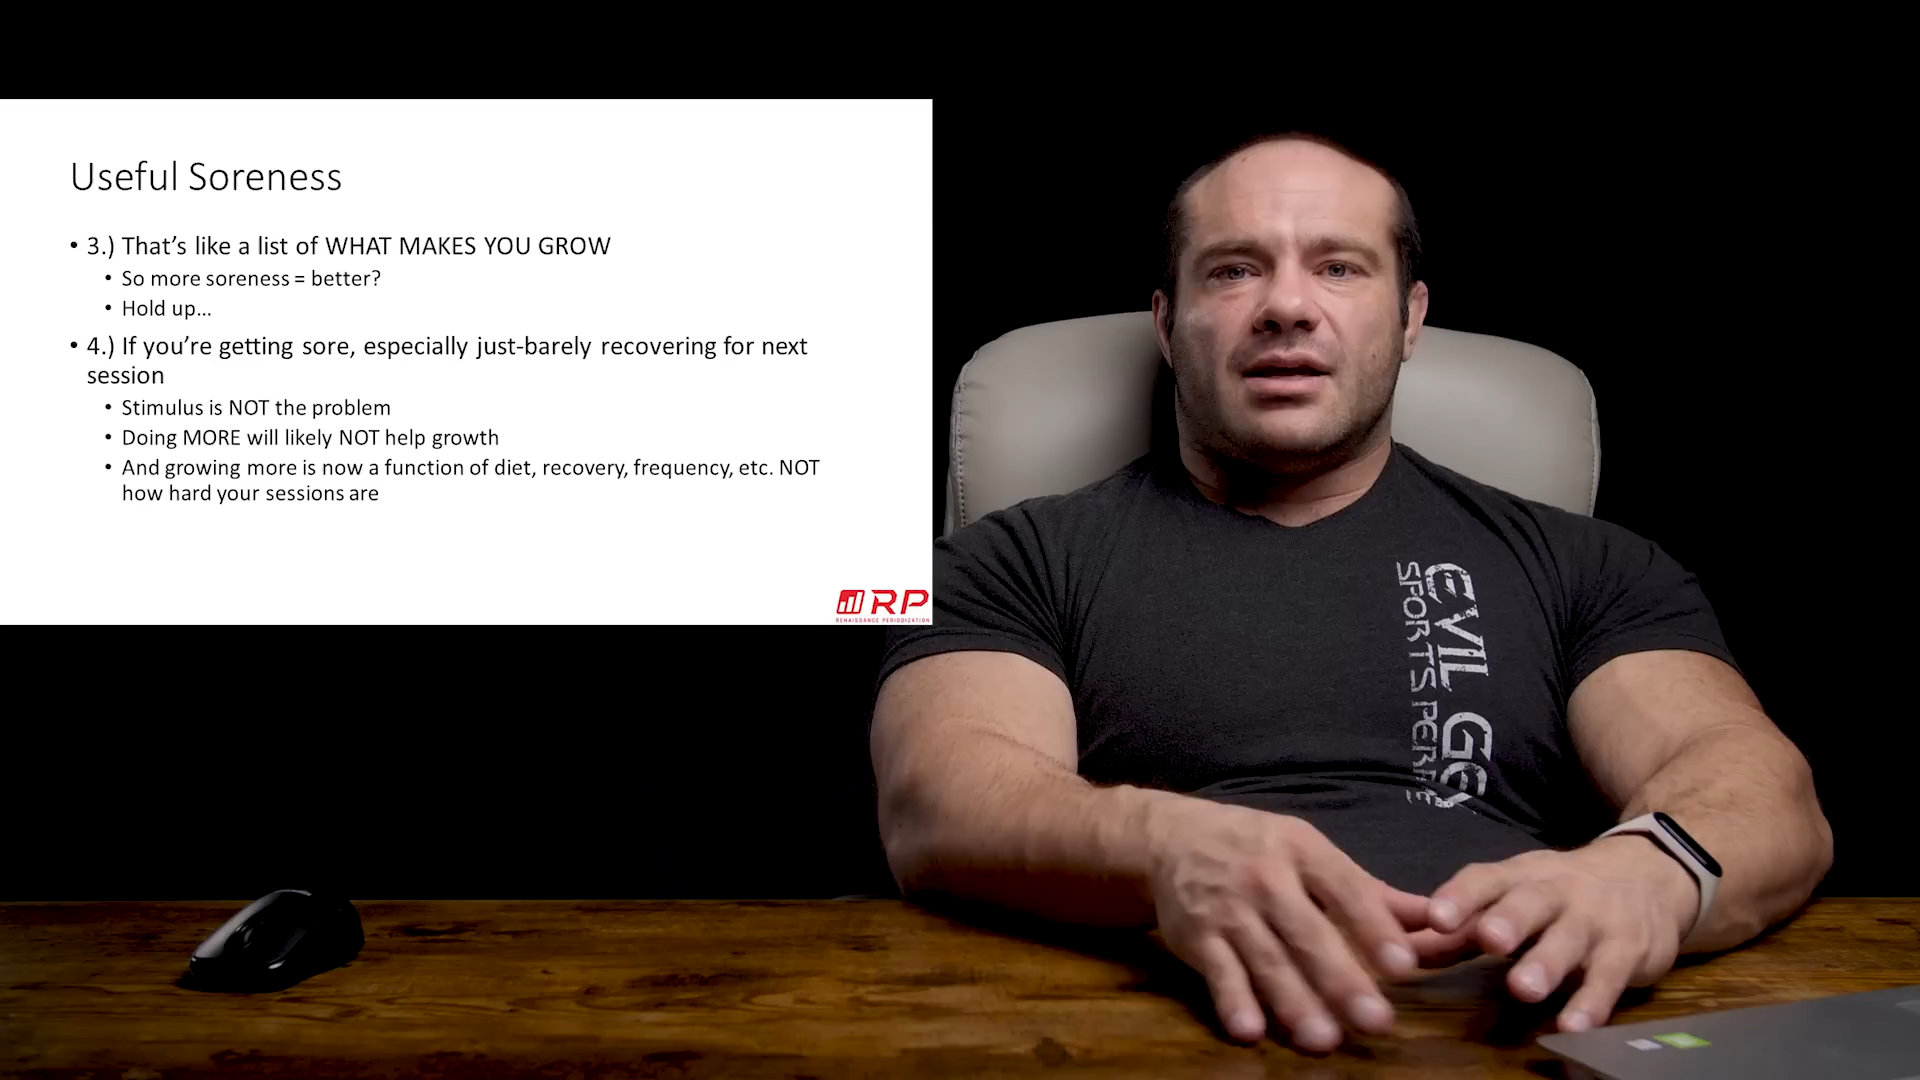 Useful Soreness
• 3.) That's like a list of WHAT MAKES YOU GROW
• So more soreness = better?
• Hold up...
• 4.) If you're getting sore, especially just-barely recovering for next
session
• Stimulus is NOT the problem
• Doing MORE will likely NOT help growth
• And growing more is now a function of diet, recovery, frequency, etc. NOT
how hard your sessions are
RP
RENAISSANCE PERIODIZATION
EVIL
SPORTS